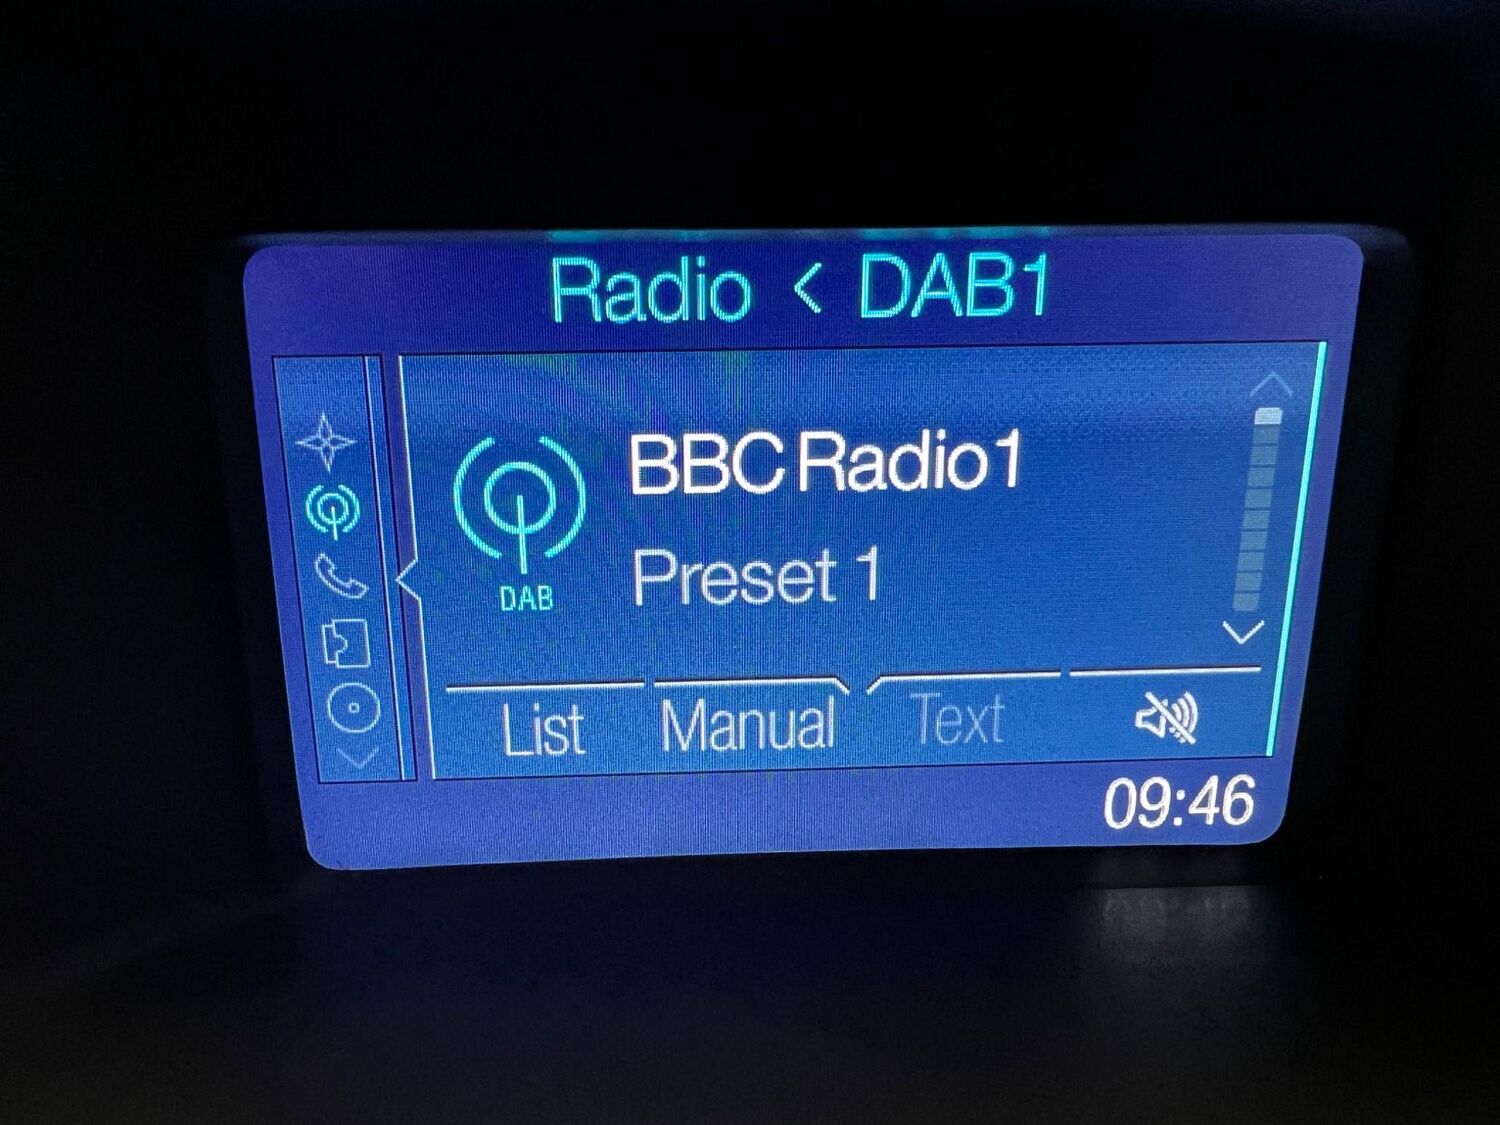 Radio < DAB1
BBC Radio1
Preset 1
DAB
List Manual Text
09:46